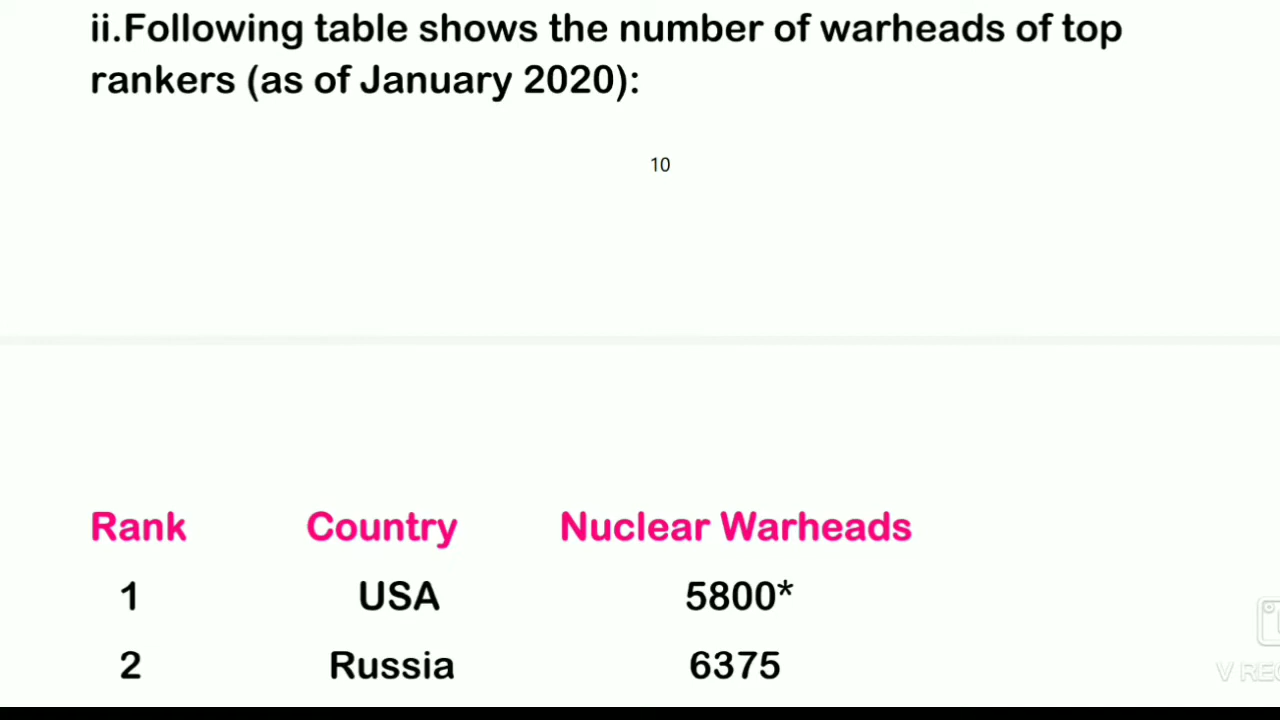 ii.Following table shows the number of warheads of top
rankers (as of January 2020):
10
Rank Country Nuclear Warheads
1 USA 5800*
2 Russia 6375
V REC